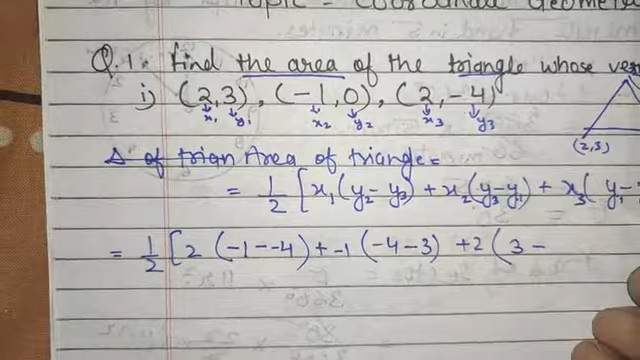 Topic - Coordinate Geometr
Q.1. Find the area of the triangle whose ver
i) (2,3), (-1,0), (2,-4)
x₁ y₁ x₂ y₂ x₃ y₃
(2,3)
Δ of trian Area of triangle =
= 1/2 [x₁(y₂-y₃) + x₂(y₃-y₁) + x₃(y₁-
= 1/2 [2 (-1--4) + -1 (-4-3) + 2 (3 -